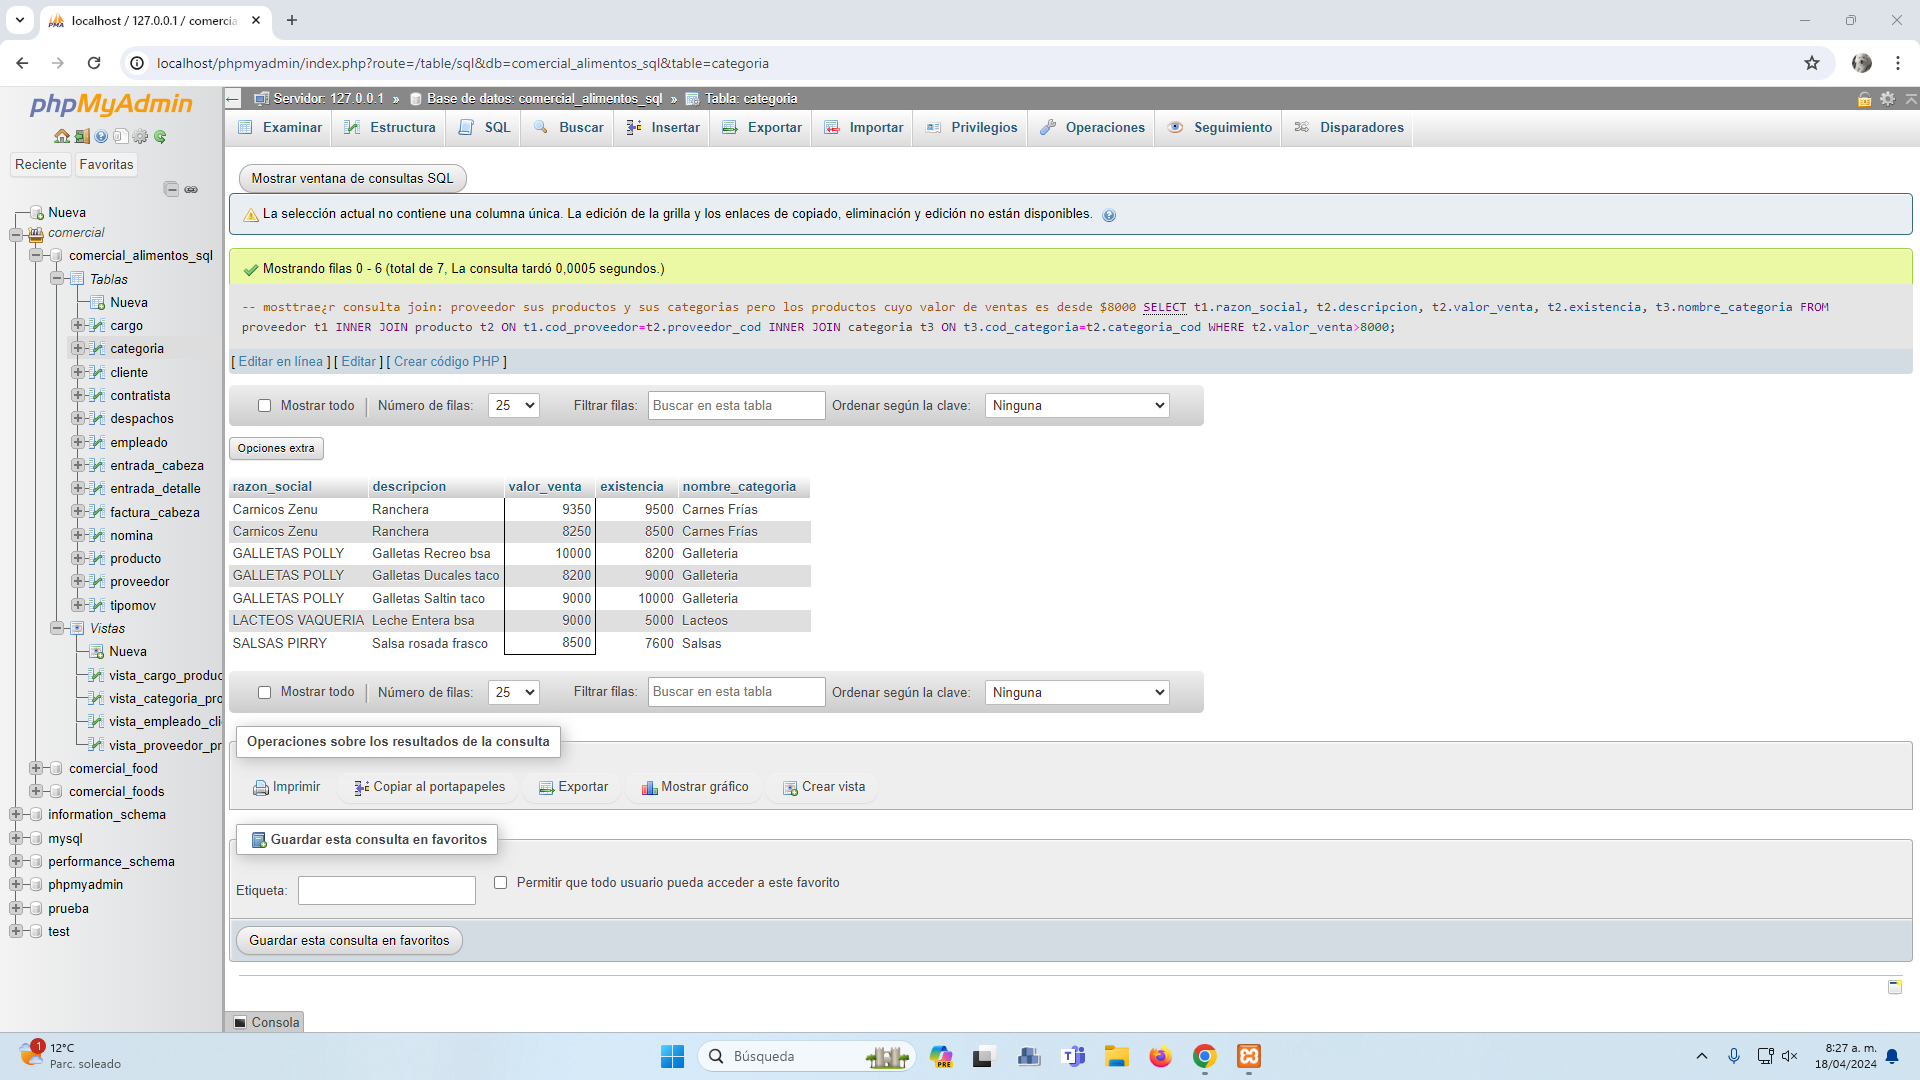 localhost / 127.0.0.1 / comercia
localhost/phpmyadmin/index.php?route=/table/sql&db=comercial_alimentos_sql&table=categoria
phpMyAdmin
Reciente
Favoritas
Nueva
comercial
comercial_alimentos_sql
Tablas
Nueva
cargo
categoria
cliente
contratista
despachos
empleado
entrada_cabeza
entrada_detalle
factura_cabeza
nomina
producto
proveedor
tipomov
Vistas
Nueva
vista_cargo_produc
vista_categoria_pro
vista_empleado_cli
vista_proveedor_pr
comercial_food
comercial_foods
information_schema
mysql
performance_schema
phpmyadmin
prueba
test
Servidor: 127.0.0.1 » Base de datos: comercial_alimentos_sql » Tabla: categoria
Examinar Estructura SQL Buscar Insertar Exportar Importar Privilegios Operaciones Seguimiento Disparadores
Mostrar ventana de consultas SQL
La selección actual no contiene una columna única. La edición de la grilla y los enlaces de copiado, eliminación y edición no están disponibles.
Mostrando filas 0 - 6 (total de 7, La consulta tardó 0,0005 segundos.)
-- mosttrae¿r consulta join: proveedor sus productos y sus categorias pero los productos cuyo valor de ventas es desde $8000 SELECT t1.razon_social, t2.descripcion, t2.valor_venta, t2.existencia, t3.nombre_categoria FROM
proveedor t1 INNER JOIN producto t2 ON t1.cod_proveedor=t2.proveedor_cod INNER JOIN categoria t3 ON t3.cod_categoria=t2.categoria_cod WHERE t2.valor_venta>8000;
[ Editar en línea ] [ Editar ] [ Crear código PHP ]
Mostrar todo | Número de filas: 25 Filtrar filas: Buscar en esta tabla Ordenar según la clave: Ninguna
Opciones extra
razon_social descripcion valor_venta existencia nombre_categoria
Carnicos Zenu Ranchera 9350 9500 Carnes Frías
Carnicos Zenu Ranchera 8250 8500 Carnes Frías
GALLETAS POLLY Galletas Recreo bsa 10000 8200 Galleteria
GALLETAS POLLY Galletas Ducales taco 8200 9000 Galleteria
GALLETAS POLLY Galletas Saltin taco 9000 10000 Galleteria
LACTEOS VAQUERIA Leche Entera bsa 9000 5000 Lacteos
SALSAS PIRRY Salsa rosada frasco 8500 7600 Salsas
Mostrar todo | Número de filas: 25 Filtrar filas: Buscar en esta tabla Ordenar según la clave: Ninguna
Operaciones sobre los resultados de la consulta
Imprimir Copiar al portapapeles Exportar Mostrar gráfico Crear vista
Guardar esta consulta en favoritos
Etiqueta: Permitir que todo usuario pueda acceder a este favorito
Guardar esta consulta en favoritos
Consola
1
12°C
Parc. soleado
Búsqueda
PRE
8:27 a. m.
18/04/2024